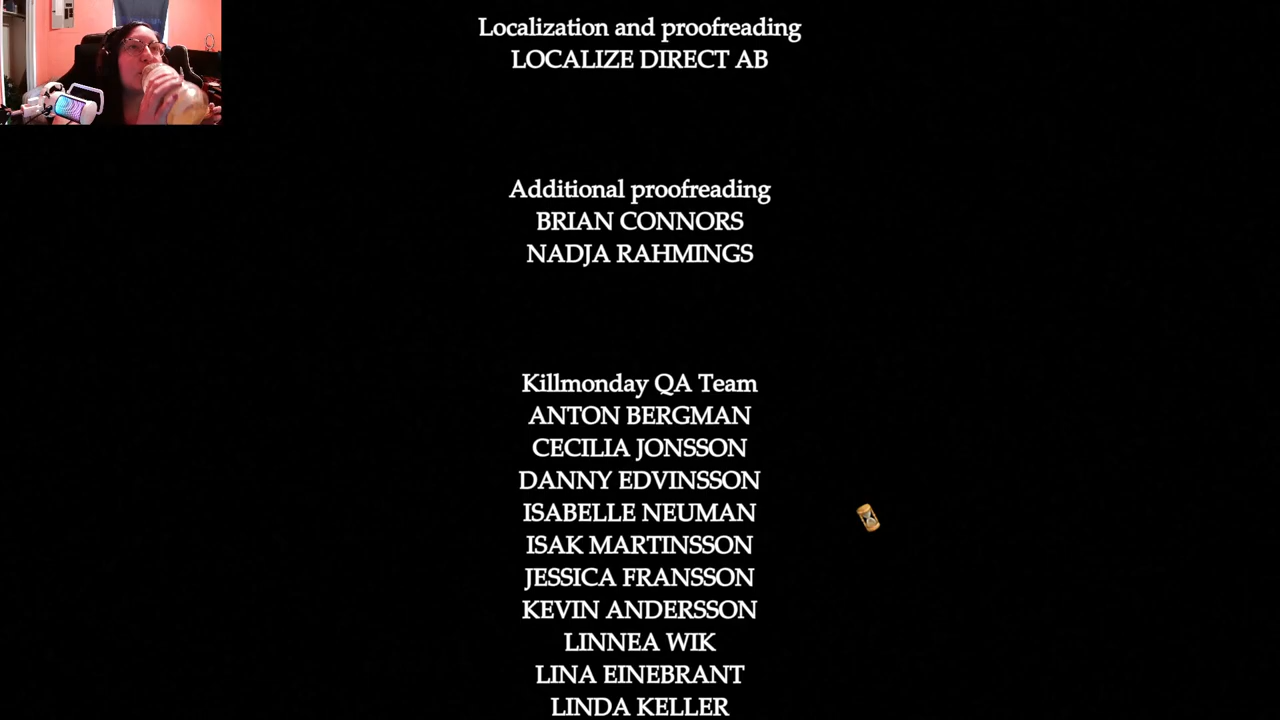 Localization and proofreading
LOCALIZE DIRECT AB
Additional proofreading
BRIAN CONNORS
NADJA RAHMINGS
Killmonday QA Team
ANTON BERGMAN
CECILIA JONSSON
DANNY EDVINSSON
ISABELLE NEUMAN
ISAK MARTINSSON
JESSICA FRANSSON
KEVIN ANDERSSON
LINNEA WIK
LINA EINEBRANT
LINDA KELLER